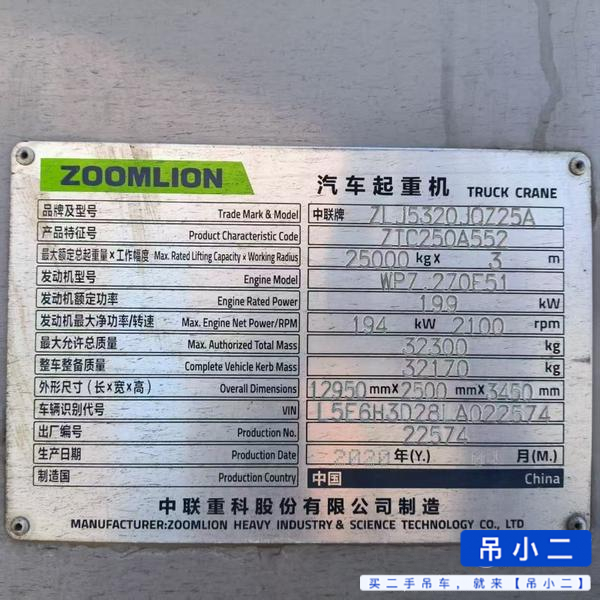 ZOOMLION 汽车起重机 TRUCK CRANE
品牌及型号 Trade Mark & Model 中联牌 ZLJ5320JQZ25A
产品特征号 Product Characteristic Code ZTC250A552
最大额定总起重量×工作幅度 Max. Rated Lifting Capacity x Working Radius 25000 kg x 3 m
发动机型号 Engine Model WP7.270E51
发动机额定功率 Engine Rated Power 199 kW
发动机最大净功率/转速 Max. Engine Net Power/RPM 194 kW 2100 rpm
最大允许总质量 Max. Authorized Total Mass 32300 kg
整车整备质量 Complete Vehicle Kerb Mass 32170 kg
外形尺寸（长×宽×高） Overall Dimensions 12950 mm× 2500 mm× 3450 mm
车辆识别代号 VIN L5E6H3D28LA022574
出厂编号 Production No. 22574
生产日期 Production Date 2020 年(Y.) 月(M.)
制造国 Production Country 中国 China
中联重科股份有限公司制造
MANUFACTURER:ZOOMLION HEAVY INDUSTRY & SCIENCE TECHNOLOGY CO., LTD
吊小二
买二手吊车，就来【吊小二】